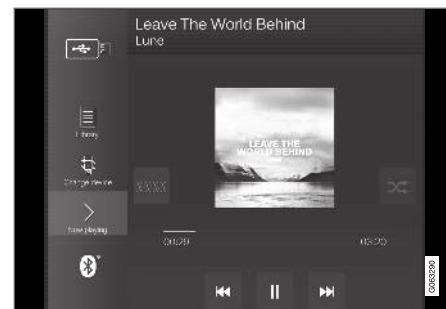 Leave The World Behind
Lune
Library
Change device
Now playing
LEAVE THE
WORLD BEHIND
XXXX
00:29
03:20
G063290